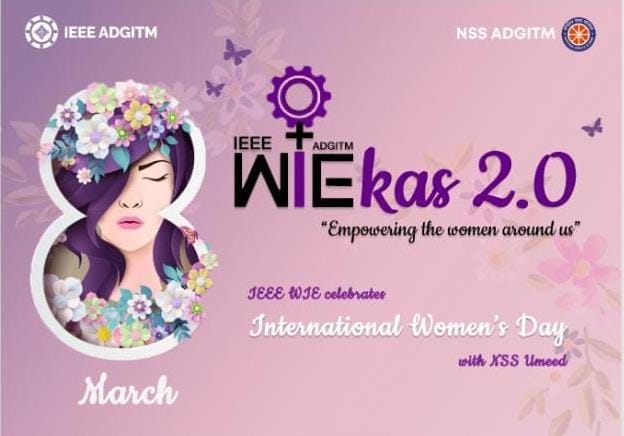 IEEE ADGITM
NSS ADGITM
IEEE ADGITM
WIEkas 2.0
“Empowering the women around us”
IEEE WIE celebrates
International Women's Day
with NSS Umeed
8
March